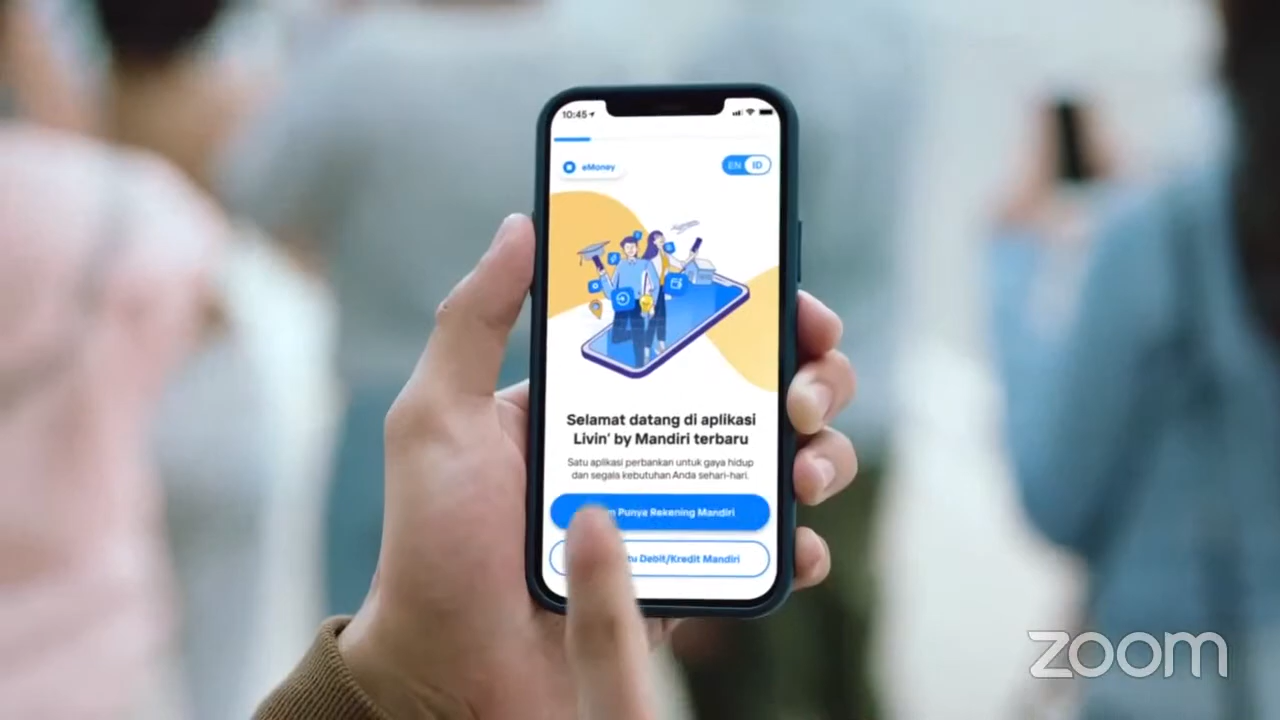 10:45
eMoney
EN ID
Selamat datang di aplikasi
Livin' by Mandiri terbaru
Satu aplikasi perbankan untuk gaya hidup
dan segala kebutuhan Anda sehari-hari.
Punya Rekening Mandiri
Debit/Kredit Mandiri
zoom